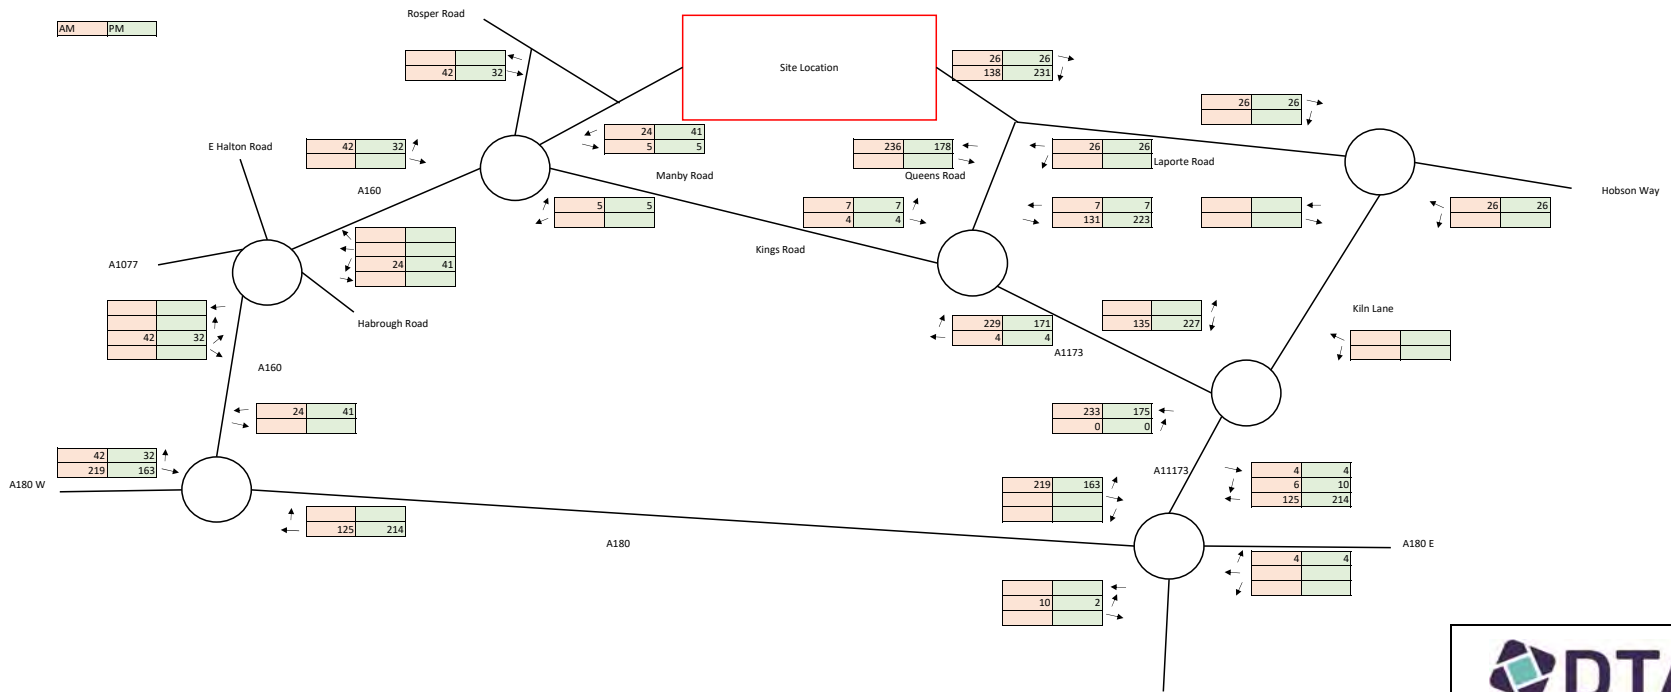 Rosper Road
AM PM
42 32
Site Location
26 26
138 231
26 26
24 41
5 5
42 32
E Halton Road
236 178
26 26
Laporte Road
Manby Road
Queens Road
A160
Hobson Way
5 5
7 7
4 4
7 7
131 223
26 26
Kings Road
24 41
A1077
Habrough Road
42 32
135 227
Kiln Lane
229 171
4 4
A1173
A160
24 41
233 175
0 0
42 32
219 163
A180 W
A11173
4 4
6 10
125 214
219 163
125 214
A180
A180 E
4 4
10 2
DTA